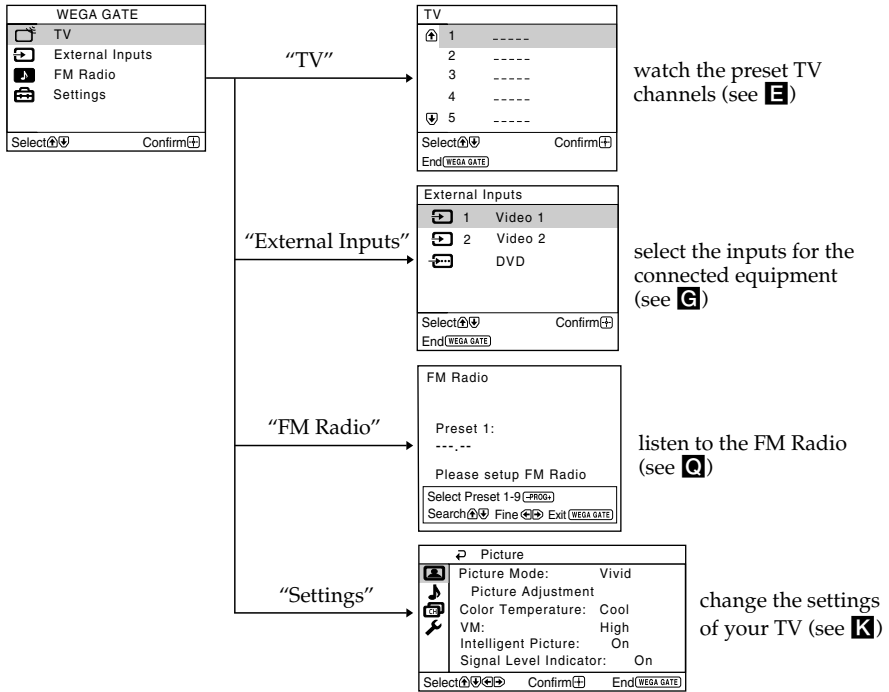 WEGA GATE
TV
External Inputs
FM Radio
Settings
Select Confirm
"TV"
TV
1 -----
2 -----
3 -----
4 -----
5 -----
Select Confirm
End WEGA GATE
watch the preset TV
channels (see E)
"External Inputs"
External Inputs
1 Video 1
2 Video 2
DVD
Select Confirm
End WEGA GATE
select the inputs for the
connected equipment
(see G)
"FM Radio"
FM Radio
Preset 1:
---.--
Please setup FM Radio
Select Preset 1-9 -PROG+
Search Fine Exit WEGA GATE
listen to the FM Radio
(see Q)
"Settings"
Picture
Picture Mode: Vivid
Picture Adjustment
CH
Color Temperature: Cool
VM: High
Intelligent Picture: On
Signal Level Indicator: On
Select Confirm End WEGA GATE
change the settings
of your TV (see K)